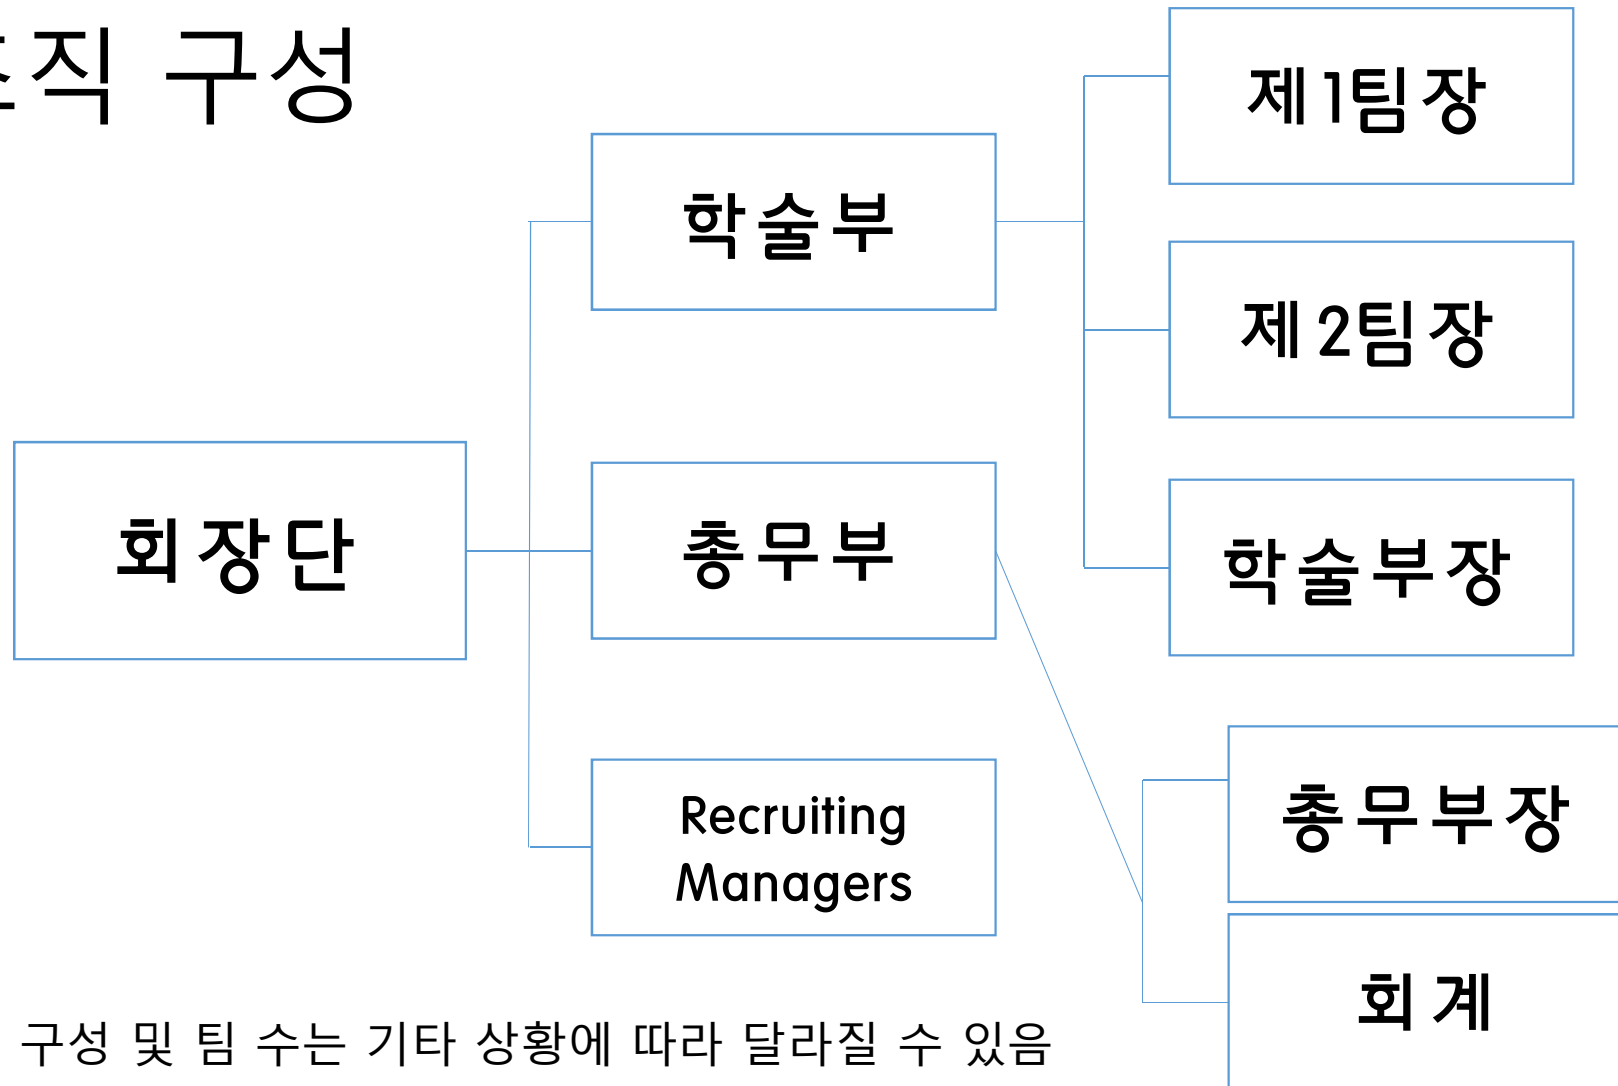 조직 구성
제1팀장
학술부
제2팀장
회장단
총무부
학술부장
Recruiting
Managers
총무부장
회계
구성 및 팀 수는 기타 상황에 따라 달라질 수 있음